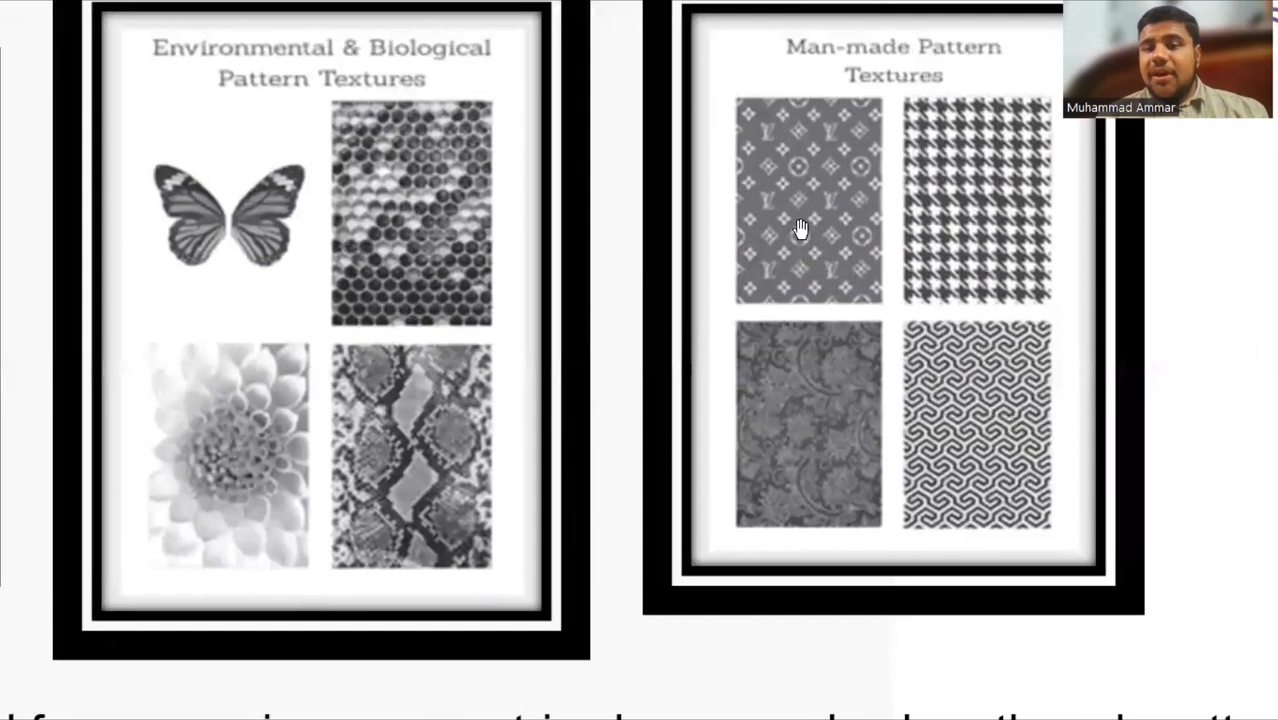 Environmental & Biological
Pattern Textures
Man-made Pattern
Textures
Muhammad Ammar